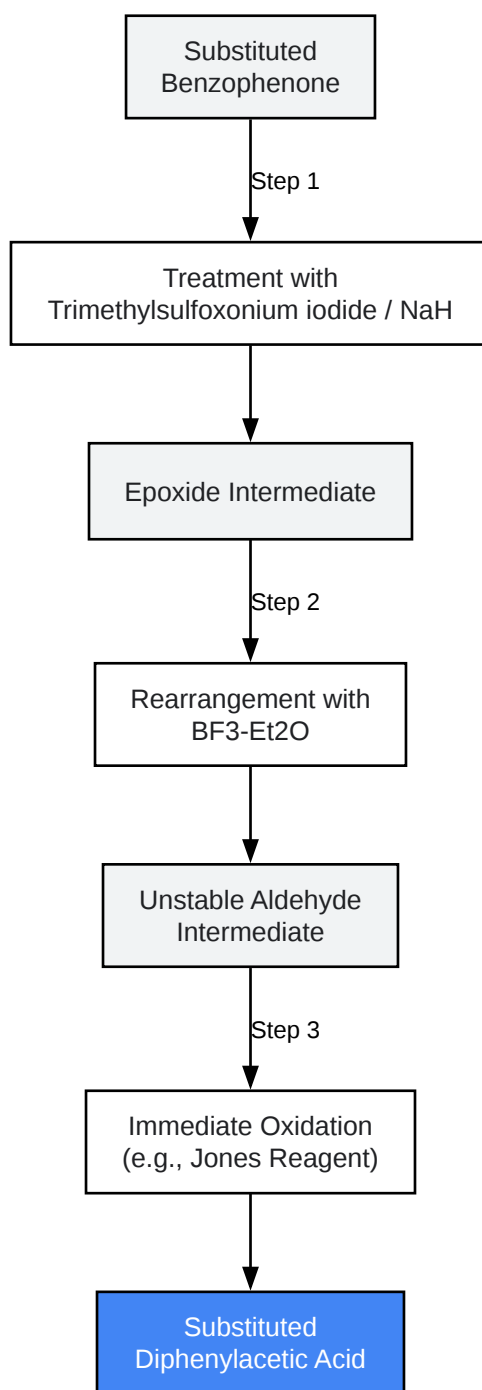 Substituted
Benzophenone
Step 1
Treatment with
Trimethylsulfoxonium iodide / NaH
Epoxide Intermediate
Step 2
Rearrangement with
BF3-Et2O
Unstable Aldehyde
Intermediate
Step 3
Immediate Oxidation
(e.g., Jones Reagent)
Substituted
Diphenylacetic Acid